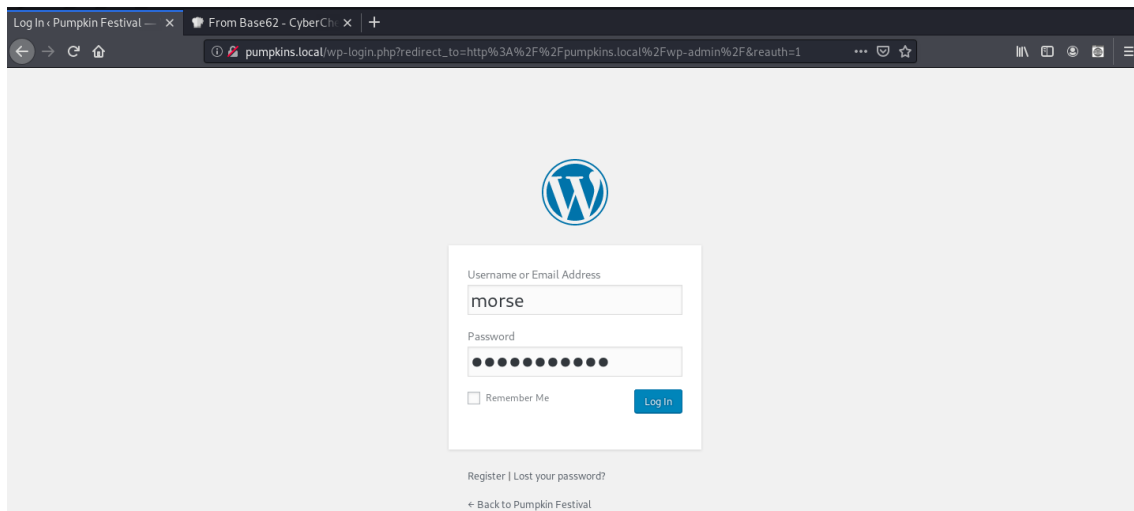 Log In ‹ Pumpkin Festival — From Base62 - CyberChe
pumpkins.local/wp-login.php?redirect_to=http%3A%2F%2Fpumpkins.local%2Fwp-admin%2F&reauth=1
Username or Email Address
morse
Password
Remember Me
Log In
Register | Lost your password?
← Back to Pumpkin Festival